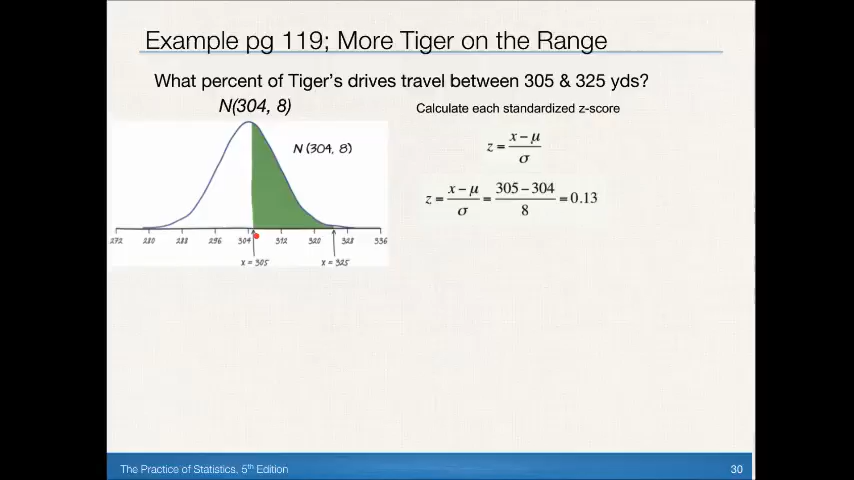 Example pg 119; More Tiger on the Range
What percent of Tiger's drives travel between 305 & 325 yds?
N(304, 8)
Calculate each standardized z-score
N (304, 8)
z = x − μ / σ
z = x − μ / σ = 305 − 304 / 8 = 0.13
272 280 288 296 304 312 320 328 336
x = 305 x = 325
The Practice of Statistics, 5th Edition
30